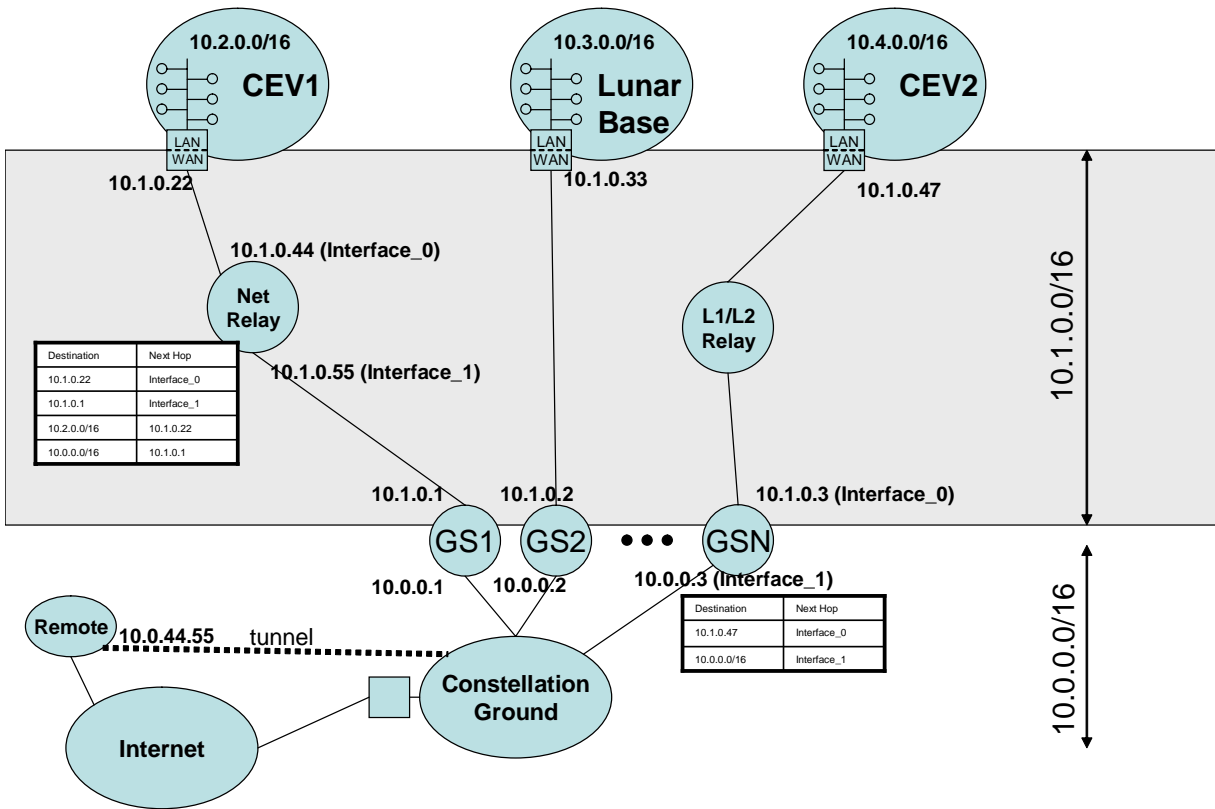 10.2.0.0/16
CEV1
LAN
WAN
10.1.0.22
10.3.0.0/16
Lunar
Base
LAN
WAN
10.1.0.33
10.4.0.0/16
CEV2
LAN
WAN
10.1.0.47
10.1.0.44 (Interface_0)
Net
Relay
10.1.0.55 (Interface_1)
L1/L2
Relay
Destination Next Hop
10.1.0.22 Interface_0
10.1.0.1 Interface_1
10.2.0.0/16 10.1.0.22
10.0.0.0/16 10.1.0.1
10.1.0.0/16
10.1.0.1
10.1.0.2
10.1.0.3 (Interface_0)
GS1
GS2
GSN
10.0.0.1
10.0.0.2
10.0.0.3 (Interface_1)
Destination Next Hop
10.1.0.47 Interface_0
10.0.0.0/16 Interface_1
10.0.0.0/16
Remote
10.0.44.55
tunnel
Constellation
Ground
Internet